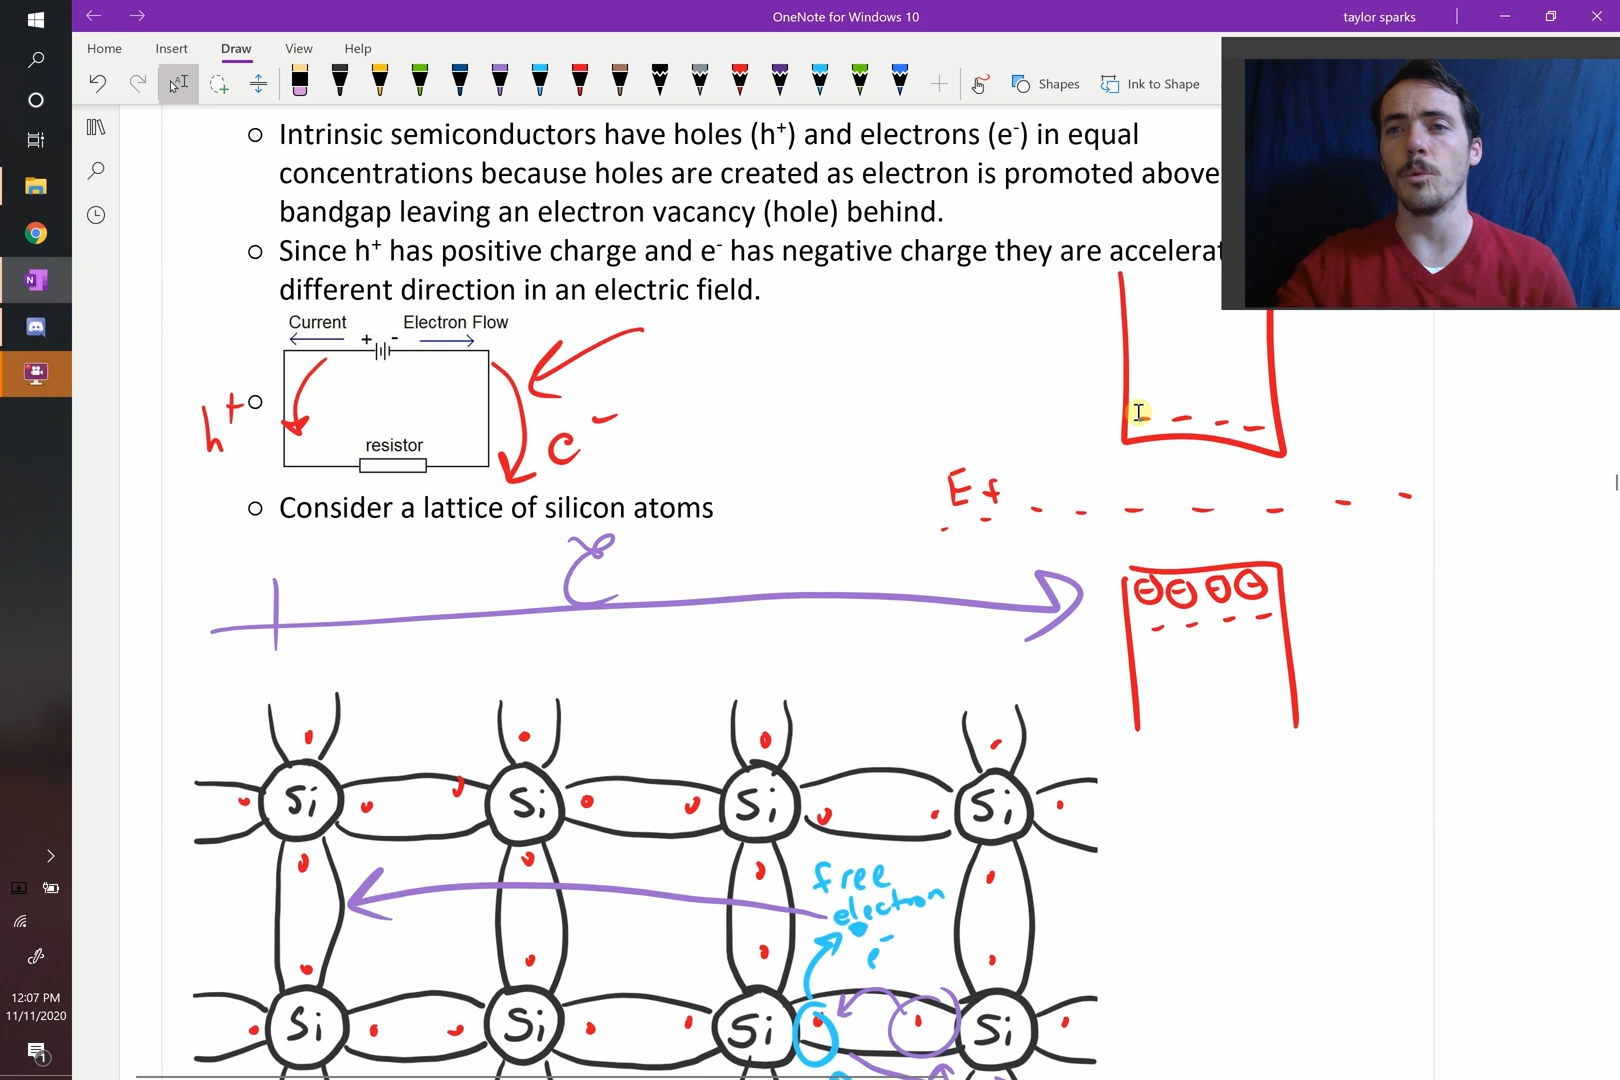 OneNote for Windows 10
taylor sparks
Home Insert Draw View Help
Shapes Ink to Shape
Intrinsic semiconductors have holes (h⁺) and electrons (e⁻) in equal
concentrations because holes are created as electron is promoted above
bandgap leaving an electron vacancy (hole) behind.
Since h⁺ has positive charge and e⁻ has negative charge they are accelerat
different direction in an electric field.
Current Electron Flow
+ -
h+
resistor
e-
Ef
Consider a lattice of silicon atoms
Si Si Si Si
free
electron
e-
Si Si Si Si
12:07 PM
11/11/2020
1